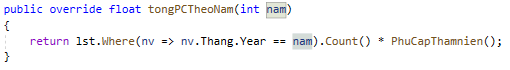 public override float tongPCTheoNam(int nam)
{
return lst.Where(nv => nv.Thang.Year == nam).Count() * PhuCapThamnien();
}